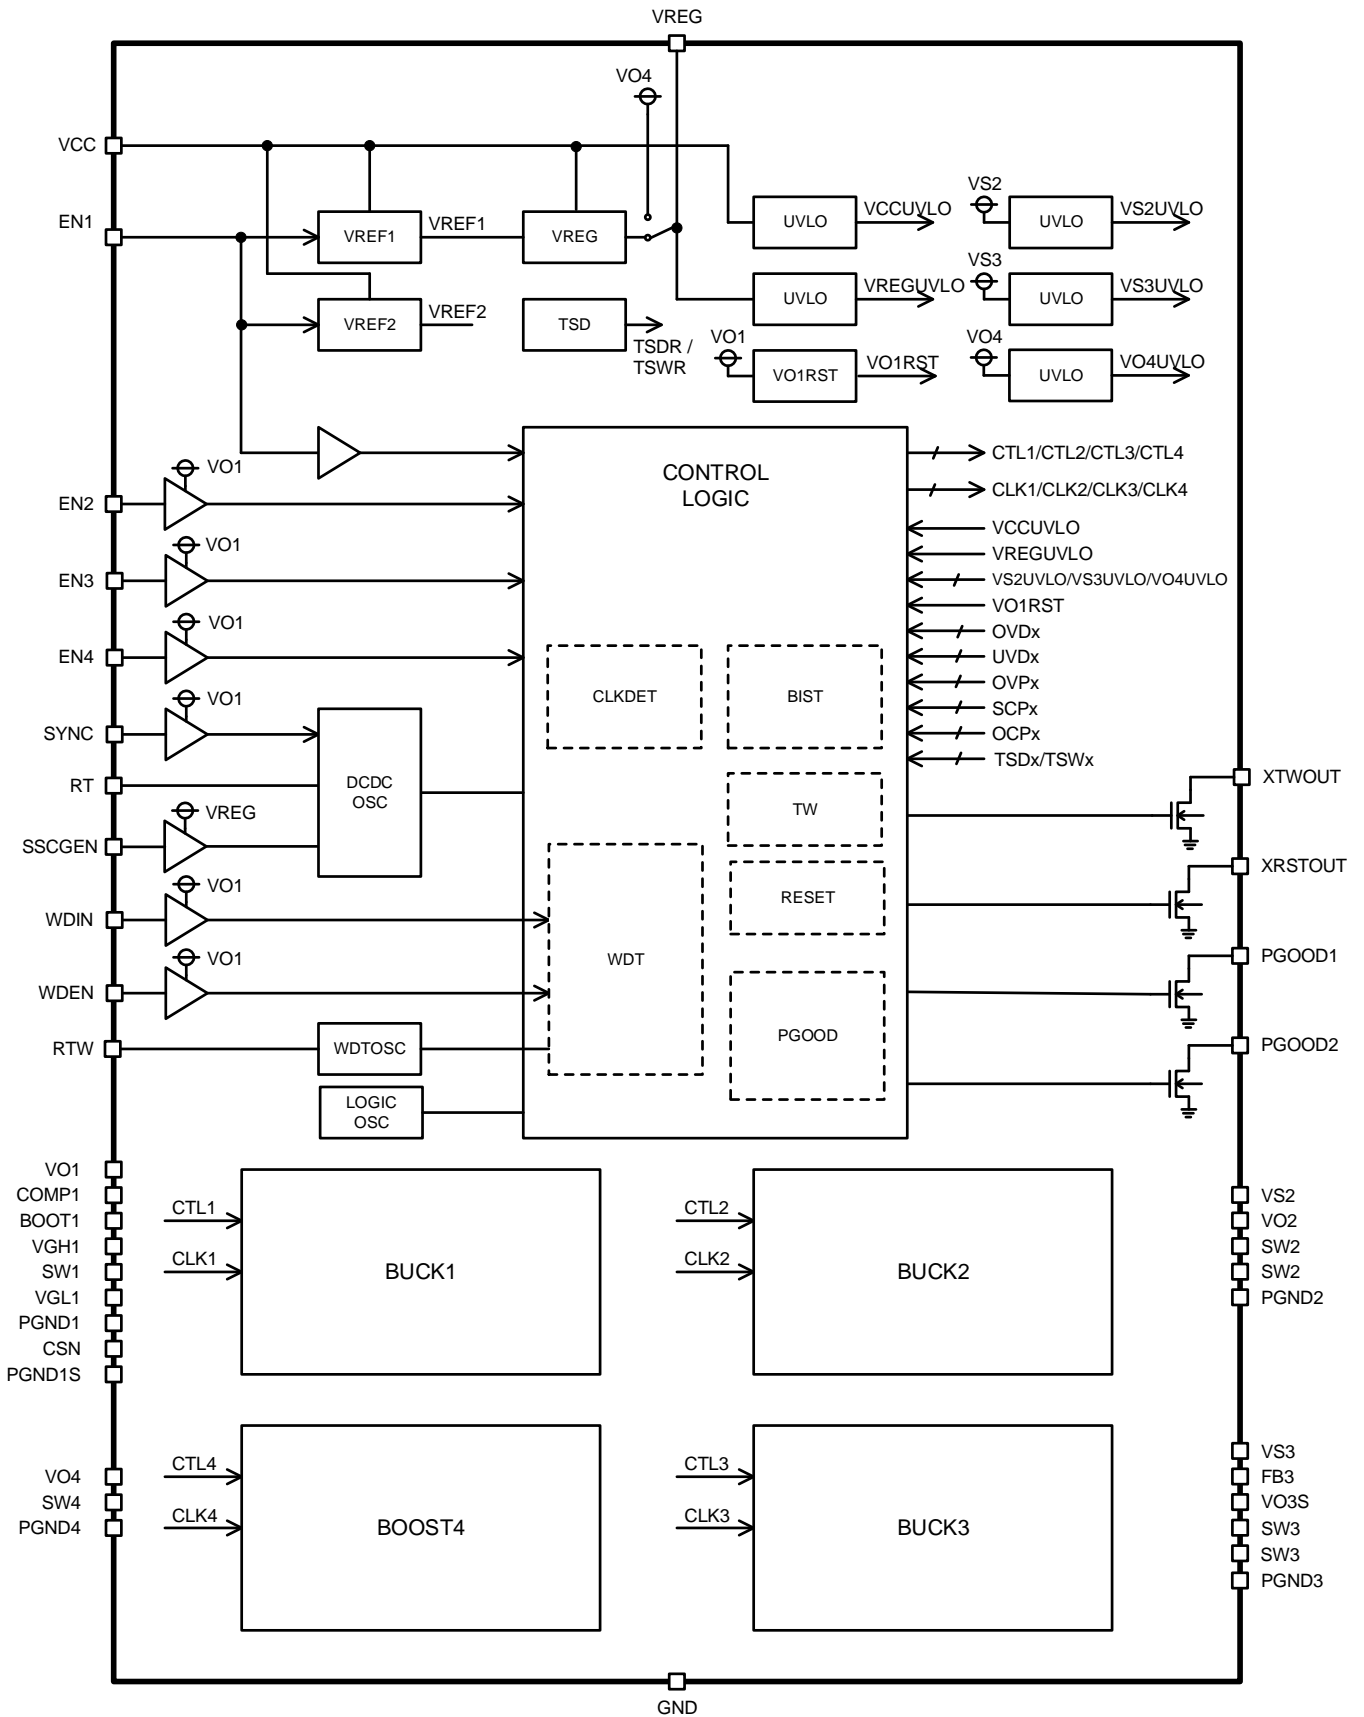 VREG
VO4
VCC
EN1
VREF1
VREF1
VREG
UVLO
VCCUVLO
VS2
UVLO
VS2UVLO
VREF2
VREF2
TSD
TSDR /
TSWR
UVLO
VREGUVLO
VS3
UVLO
VS3UVLO
VO1
VO1RST
VO1RST
VO4
UVLO
VO4UVLO
CONTROL
LOGIC
VO1
EN2
VO1
EN3
VO1
EN4
VO1
SYNC
RT
DCDC
OSC
VREG
SSCGEN
VO1
WDIN
VO1
WDEN
RTW
WDTOSC
LOGIC
OSC
CLKDET
BIST
TW
RESET
WDT
PGOOD
CTL1/CTL2/CTL3/CTL4
CLK1/CLK2/CLK3/CLK4
VCCUVLO
VREGUVLO
VS2UVLO/VS3UVLO/VO4UVLO
VO1RST
OVDx
UVDx
OVPx
SCPx
OCPx
TSDx/TSWx
XTWOUT
XRSTOUT
PGOOD1
PGOOD2
VO1
COMP1
BOOT1
VGH1
SW1
VGL1
PGND1
CSN
PGND1S
CTL1
CLK1
BUCK1
CTL2
CLK2
BUCK2
VS2
VO2
SW2
SW2
PGND2
VO4
SW4
PGND4
CTL4
CLK4
BOOST4
CTL3
CLK3
BUCK3
VS3
FB3
VO3S
SW3
SW3
PGND3
GND